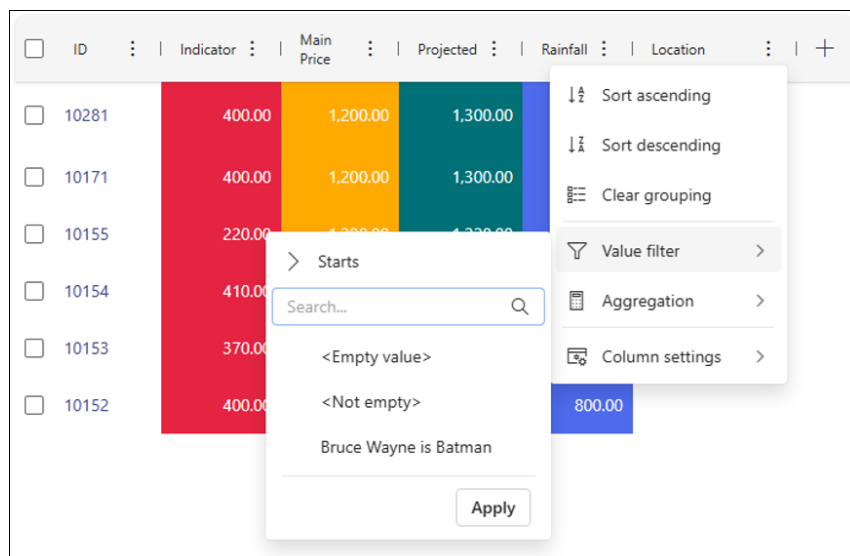 ID Indicator Main Price Projected Rainfall Location
Sort ascending
10281 400.00 1,200.00 1,300.00
Sort descending
10171 400.00 1,200.00 1,300.00
Clear grouping
10155 220.00
Value filter
Starts
10154 410.00
Search...
Aggregation
10153 370.00
<Empty value>
Column settings
10152 400.00 800.00
<Not empty>
Bruce Wayne is Batman
Apply